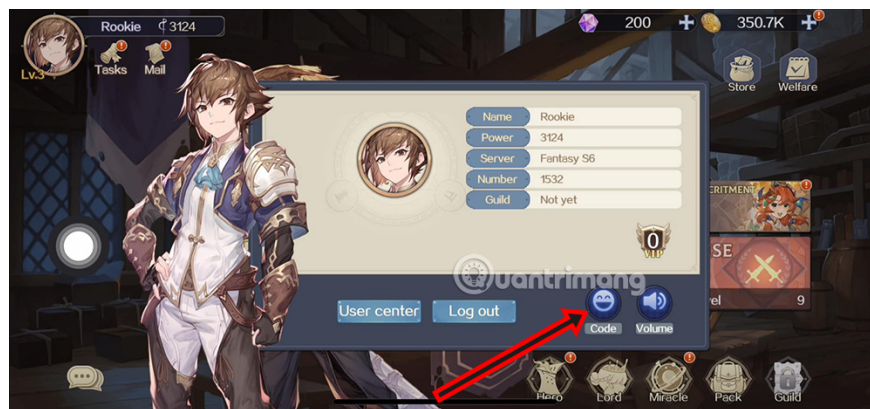 Rookie 3124
200
350.7K
Lv.3
Tasks
Mail
Store
Welfare
Name Rookie
Power 3124
Server Fantasy S6
Number 1532
Guild Not yet
CRITMENT
0
VIP
SE
vel 9
Quantrimang
User center
Log out
Code
Volume
Hero
Lord
Miracle
Pack
Guild